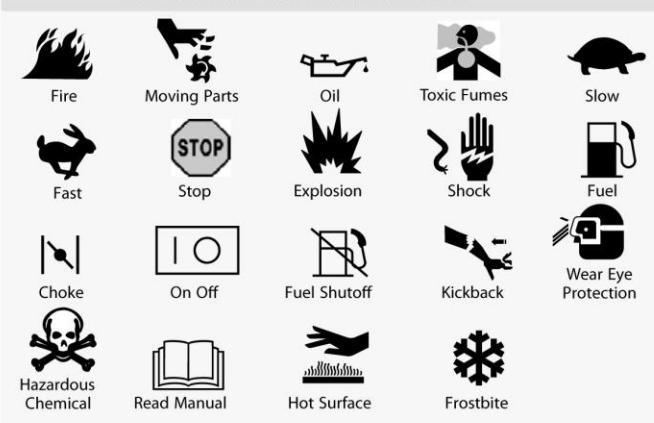 Fire
Moving Parts
Oil
Toxic Fumes
Slow
STOP
Fast
Stop
Explosion
Shock
Fuel
Choke
On Off
Fuel Shutoff
Kickback
Wear Eye
Protection
Hazardous
Chemical
Read Manual
Hot Surface
Frostbite